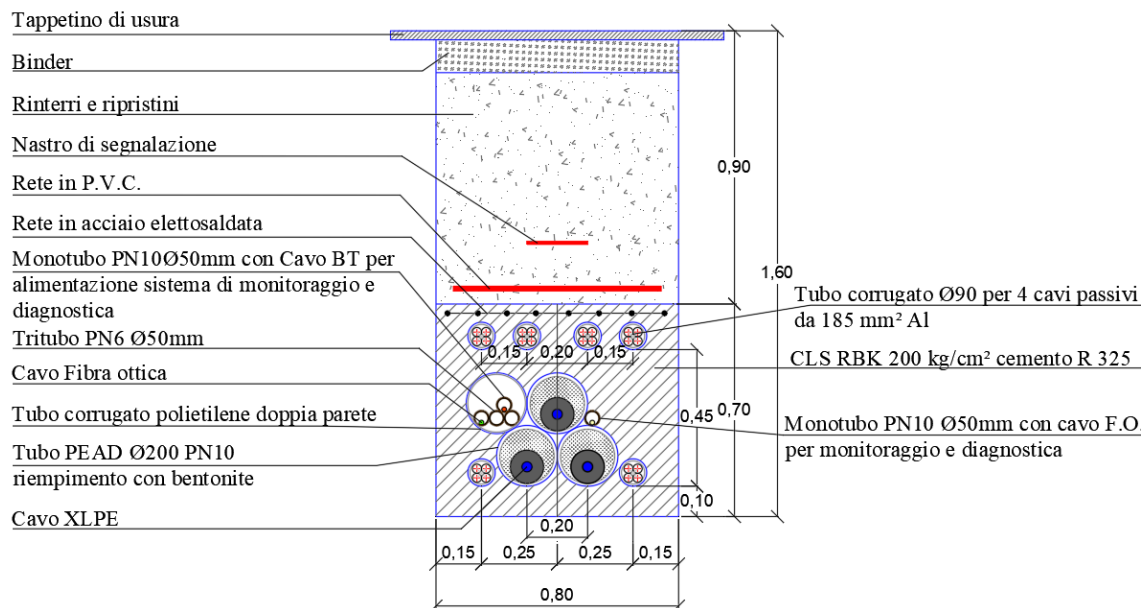 Tappetino di usura
Binder
Rinterri e ripristini
Nastro di segnalazione
Rete in P.V.C.
Rete in acciaio elettosaldata
Monotubo PN10Ø50mm con Cavo BT per
alimentazione sistema di monitoraggio e
diagnostica
Tritubo PN6 Ø50mm
Cavo Fibra ottica
Tubo corrugato polietilene doppia parete
Tubo PEAD Ø200 PN10
riempimento con bentonite
Cavo XLPE
0,90
1,60
Tubo corrugato Ø90 per 4 cavi passivi
da 185 mm² Al
CLS RBK 200 kg/cm² cemento R 325
0,15 0,20 0,15
0,45
0,70
Monotubo PN10 Ø50mm con cavo F.O.
per monitoraggio e diagnostica
0,10
0,20
0,15 0,25 0,25 0,15
0,80